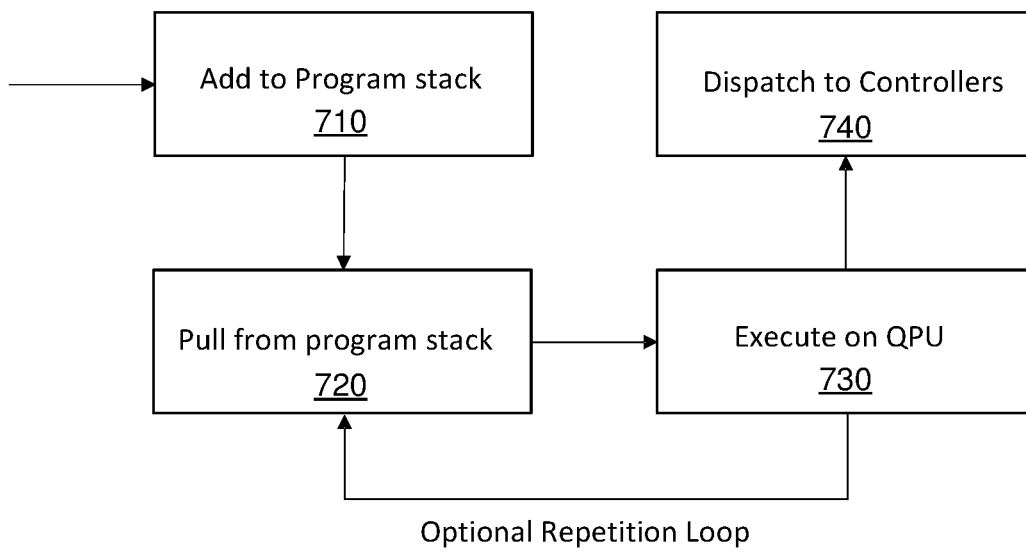 Add to Program stack
710
Dispatch to Controllers
740
Pull from program stack
720
Execute on QPU
730
Optional Repetition Loop